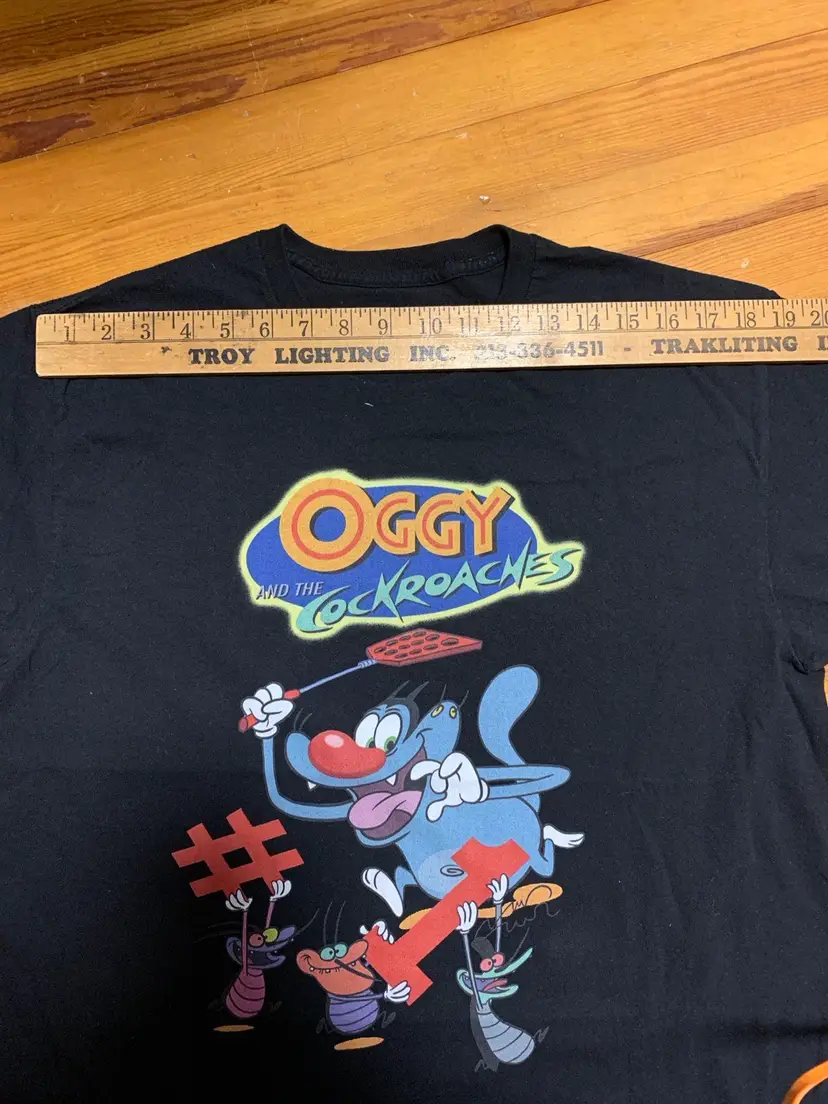 1 2 3 4 5 6 7 8 9 10 11 12 13 14 15 16 17 18 19 20
TROY LIGHTING INC. 213-336-4511 - TRAKLITING
OGGY
AND THE
COCKROACHES
#1